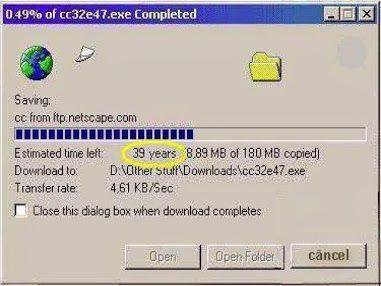 0.49% of cc32e47.exe Completed
Saving:
cc from ftp.netscape.com
Estimated time left: 39 years (8,89 MB of 180 MB copied)
Download to: D:\Other Stuff\Downloads\cc32e47.exe
Transfer rate: 4,61 KB/Sec
Close this dialog box when download completes
Open Open Folder câncel